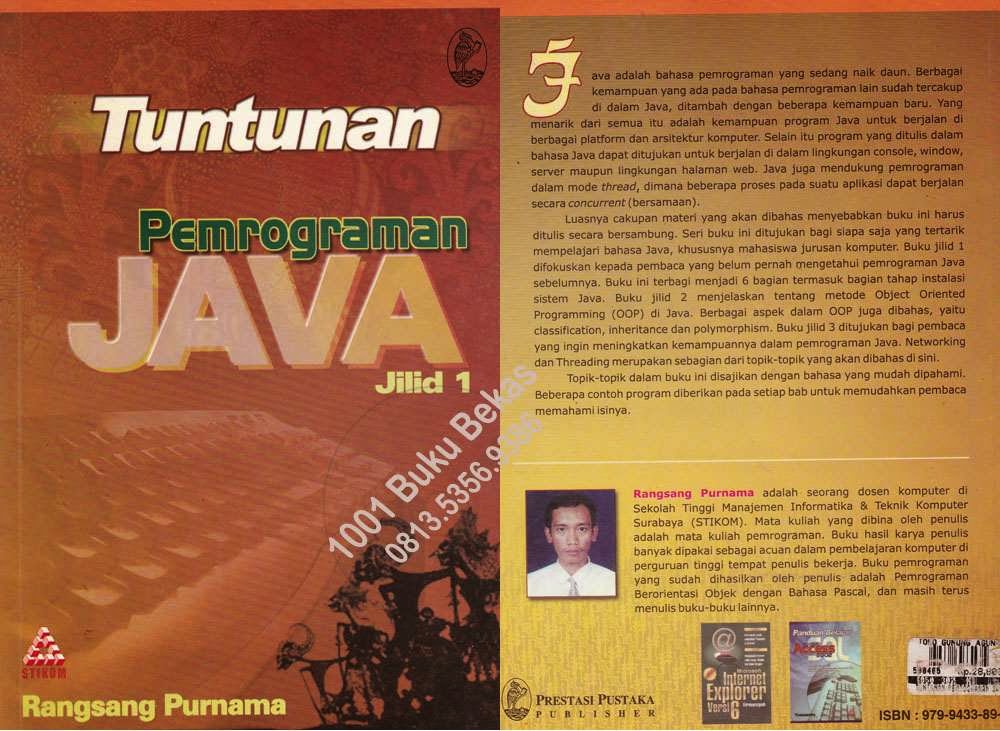 Tuntunan
Pemrograman
JAVA
Jilid 1
STIKOM
Rangsang Purnama
1001 Buku Bekas
0813.5356.9386
Java adalah bahasa pemrograman yang sedang naik daun. Berbagai
kemampuan yang ada pada bahasa pemrograman lain sudah tercakup
di dalam Java, ditambah dengan beberapa kemampuan baru. Yang
menarik dari semua itu adalah kemampuan program Java untuk berjalan di
berbagai platform dan arsitektur komputer. Selain itu program yang ditulis dalam
bahasa Java dapat ditujukan untuk berjalan di dalam lingkungan console, window,
server maupun lingkungan halaman web. Java juga mendukung pemrograman
dalam mode thread, dimana beberapa proses pada suatu aplikasi dapat berjalan
secara concurrent (bersamaan).
Luasnya cakupan materi yang akan dibahas menyebabkan buku ini harus
ditulis secara bersambung. Seri buku ini ditujukan bagi siapa saja yang tertarik
mempelajari bahasa Java, khususnya mahasiswa jurusan komputer. Buku jilid 1
difokuskan kepada pembaca yang belum pernah mengetahui pemrograman Java
sebelumnya. Buku ini terbagi menjadi 6 bagian termasuk bagian tahap instalasi
sistem Java. Buku jilid 2 menjelaskan tentang metode Object Oriented
Programming (OOP) di Java. Berbagai aspek dalam OOP juga dibahas, yaitu
classification, inheritance dan polymorphism. Buku jilid 3 ditujukan bagi pembaca
yang ingin meningkatkan kemampuannya dalam pemrograman Java. Networking
dan Threading merupakan sebagian dari topik-topik yang akan dibahas di sini.
Topik-topik dalam buku ini disajikan dengan bahasa yang mudah dipahami.
Beberapa contoh program diberikan pada setiap bab untuk memudahkan pembaca
memahami isinya.
Rangsang Purnama adalah seorang dosen komputer di
Sekolah Tinggi Manajemen Informatika & Teknik Komputer
Surabaya (STIKOM). Mata kuliah yang dibina oleh penulis
adalah mata kuliah pemrograman. Buku hasil karya penulis
banyak dipakai sebagai acuan dalam pembelajaran komputer di
perguruan tinggi tempat penulis bekerja. Buku pemrograman
yang sudah dihasilkan oleh penulis adalah Pemrograman
Berorientasi Objek dengan Bahasa Pascal, dan masih terus
menulis buku-buku lainnya.
PRESTASI PUSTAKA
PUBLISHER
Microsoft
Internet
Explorer
Versi 6
Panduan Belajar
Access
SQL
TOKO GUNUNG AGUNG
ISBN : 979-9433-89-